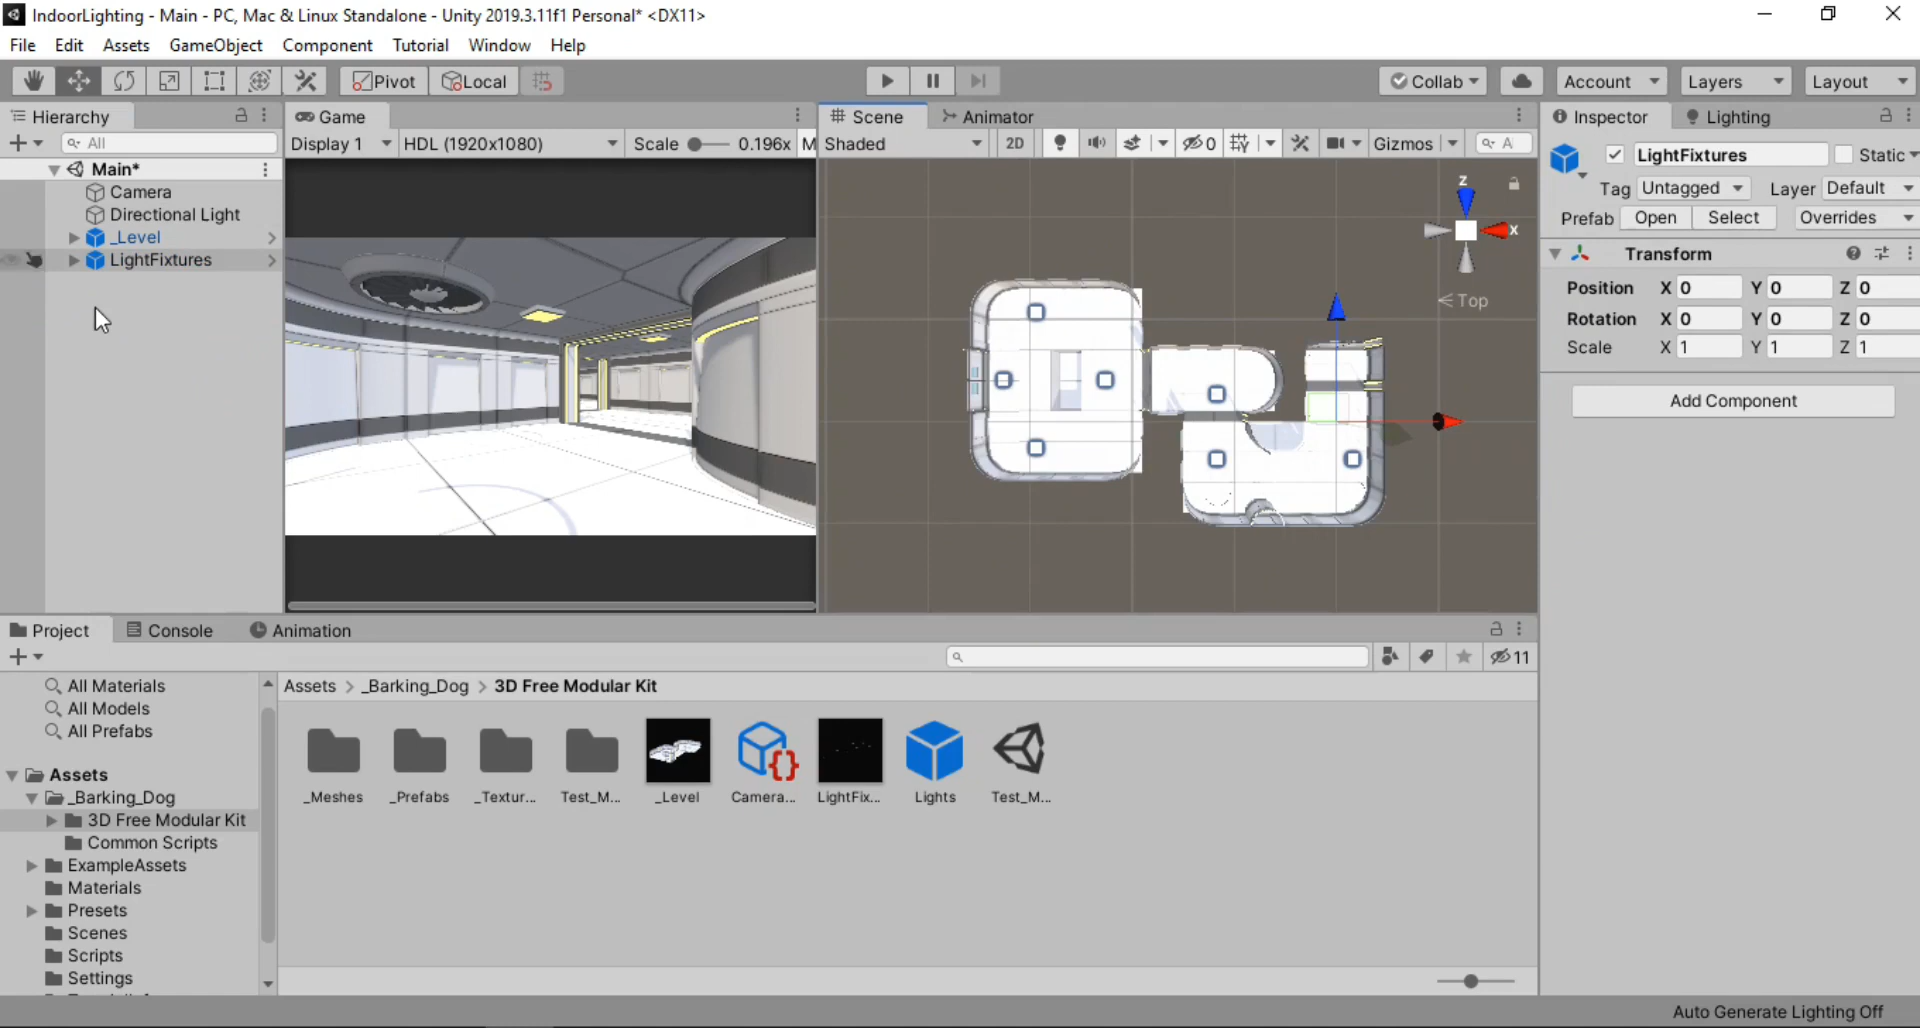 IndoorLighting - Main - PC, Mac & Linux Standalone - Unity 2019.3.11f1 Personal* <DX11>
File Edit Assets GameObject Component Tutorial Window Help
Pivot Local Collab Account Layers Layout
Hierarchy
All
Main*
Camera
Directional Light
_Level
LightFixtures
Game
Display 1 HDL (1920x1080) Scale 0.196x M
Scene Animator
Shaded 2D 0 Gizmos A
Z
X
Top
Inspector Lighting
LightFixtures Static
Tag Untagged Layer Default
Prefab Open Select Overrides
Transform
Position X 0 Y 0 Z 0
Rotation X 0 Y 0 Z 0
Scale X 1 Y 1 Z 1
Add Component
Project Console Animation
11
All Materials
All Models
All Prefabs
Assets
_Barking_Dog
3D Free Modular Kit
Common Scripts
ExampleAssets
Materials
Presets
Scenes
Scripts
Settings
Assets > _Barking_Dog > 3D Free Modular Kit
_Meshes _Prefabs _Textur... Test_M... _Level Camera... LightFix... Lights Test_M...
Auto Generate Lighting Off